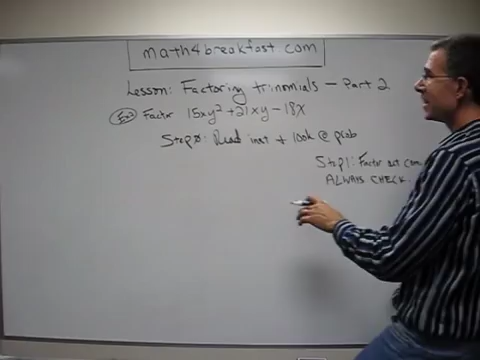 math4breakfast.com
Lesson: Factoring trinomials - Part 2
Ex2 Factor 15xy² + 21xy - 18x
Step 0: Read inst + look @ prob
Step 1: Factor out com
ALWAYS CHECK.